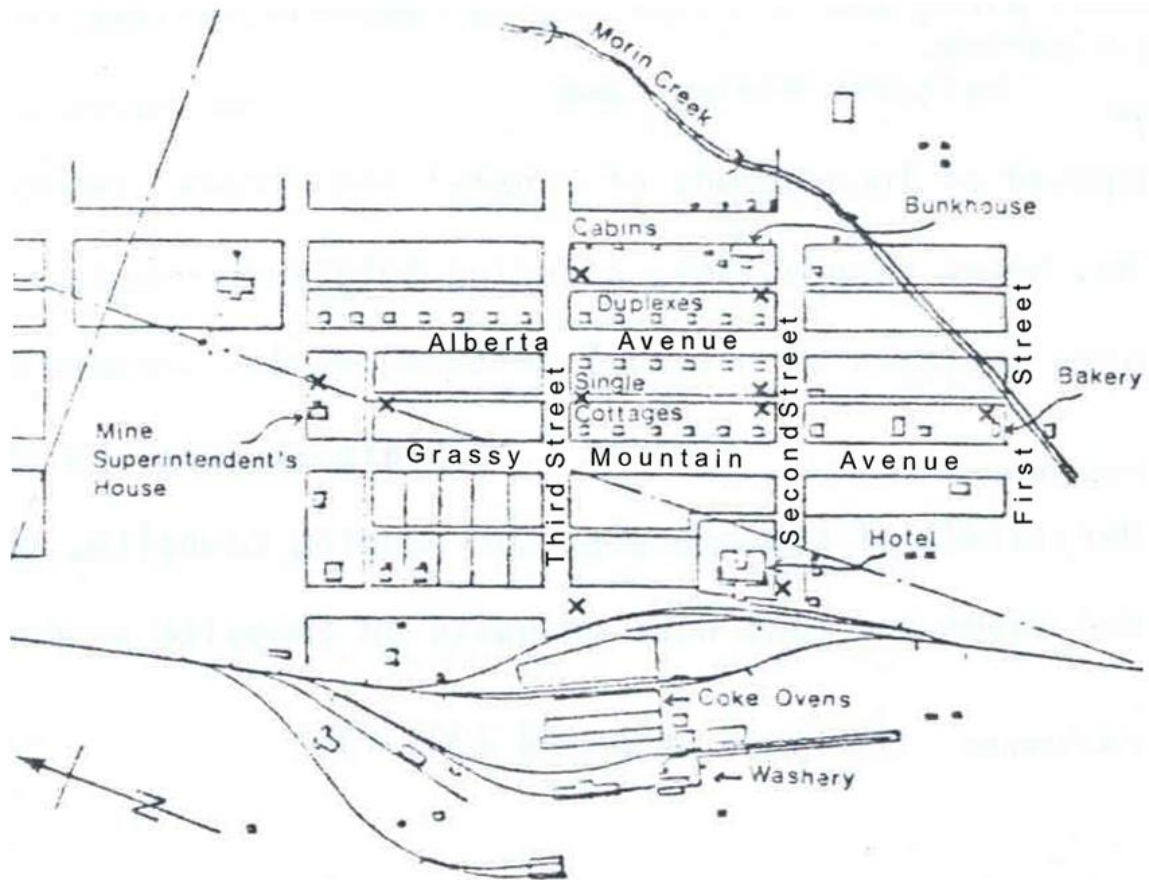 Morin Creek
Bunkhouse
Cabins
Duplexes
Alberta Avenue
First Street
Second Street
Third Street
Single
Cottages
Bakery
Mine
Superintendent's
House
Grassy Mountain Avenue
Hotel
Coke Ovens
Washery
N